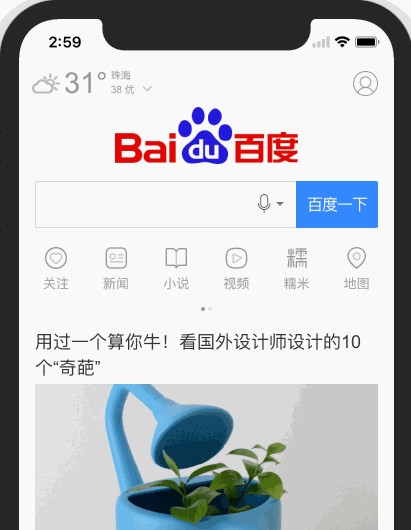 2:59
31°
珠海
38 优
Bai du 百度
百度一下
关注 新闻 小说 视频 糯米 地图
糯
用过一个算你牛！看国外设计师设计的10
个“奇葩”